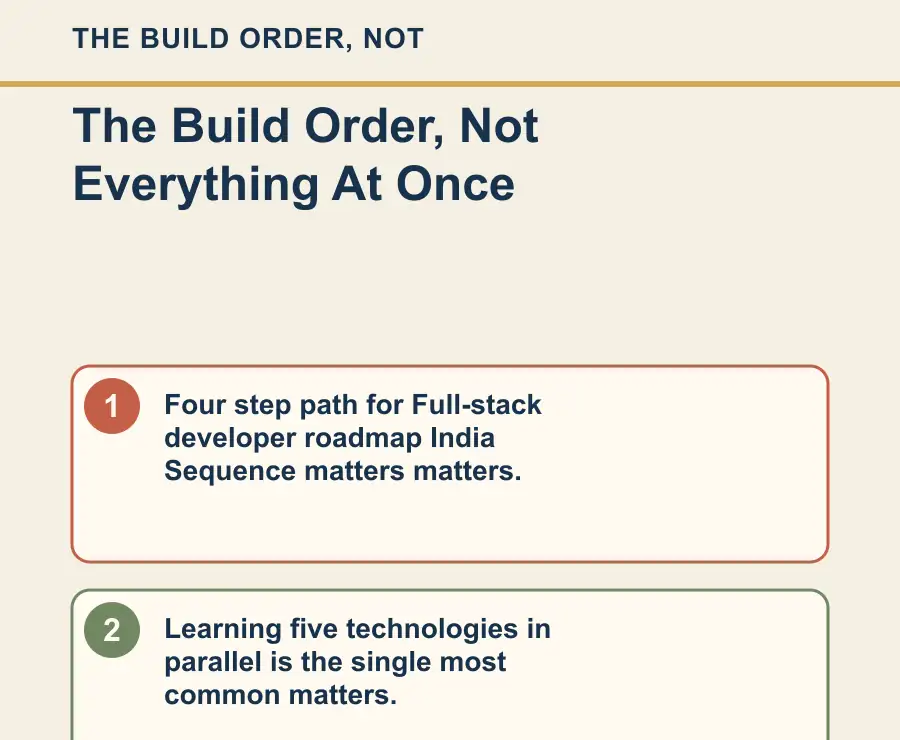 THE BUILD ORDER, NOT
The Build Order, Not
Everything At Once
1
Four step path for Full-stack
developer roadmap India
Sequence matters matters.
2
Learning five technologies in
parallel is the single most
common matters.